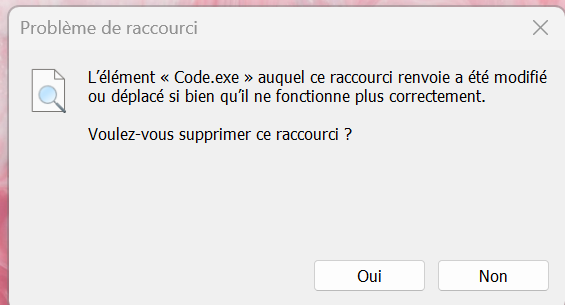 Problème de raccourci
L’élément « Code.exe » auquel ce raccourci renvoie a été modifié
ou déplacé si bien qu’il ne fonctionne plus correctement.
Voulez-vous supprimer ce raccourci ?
Oui
Non